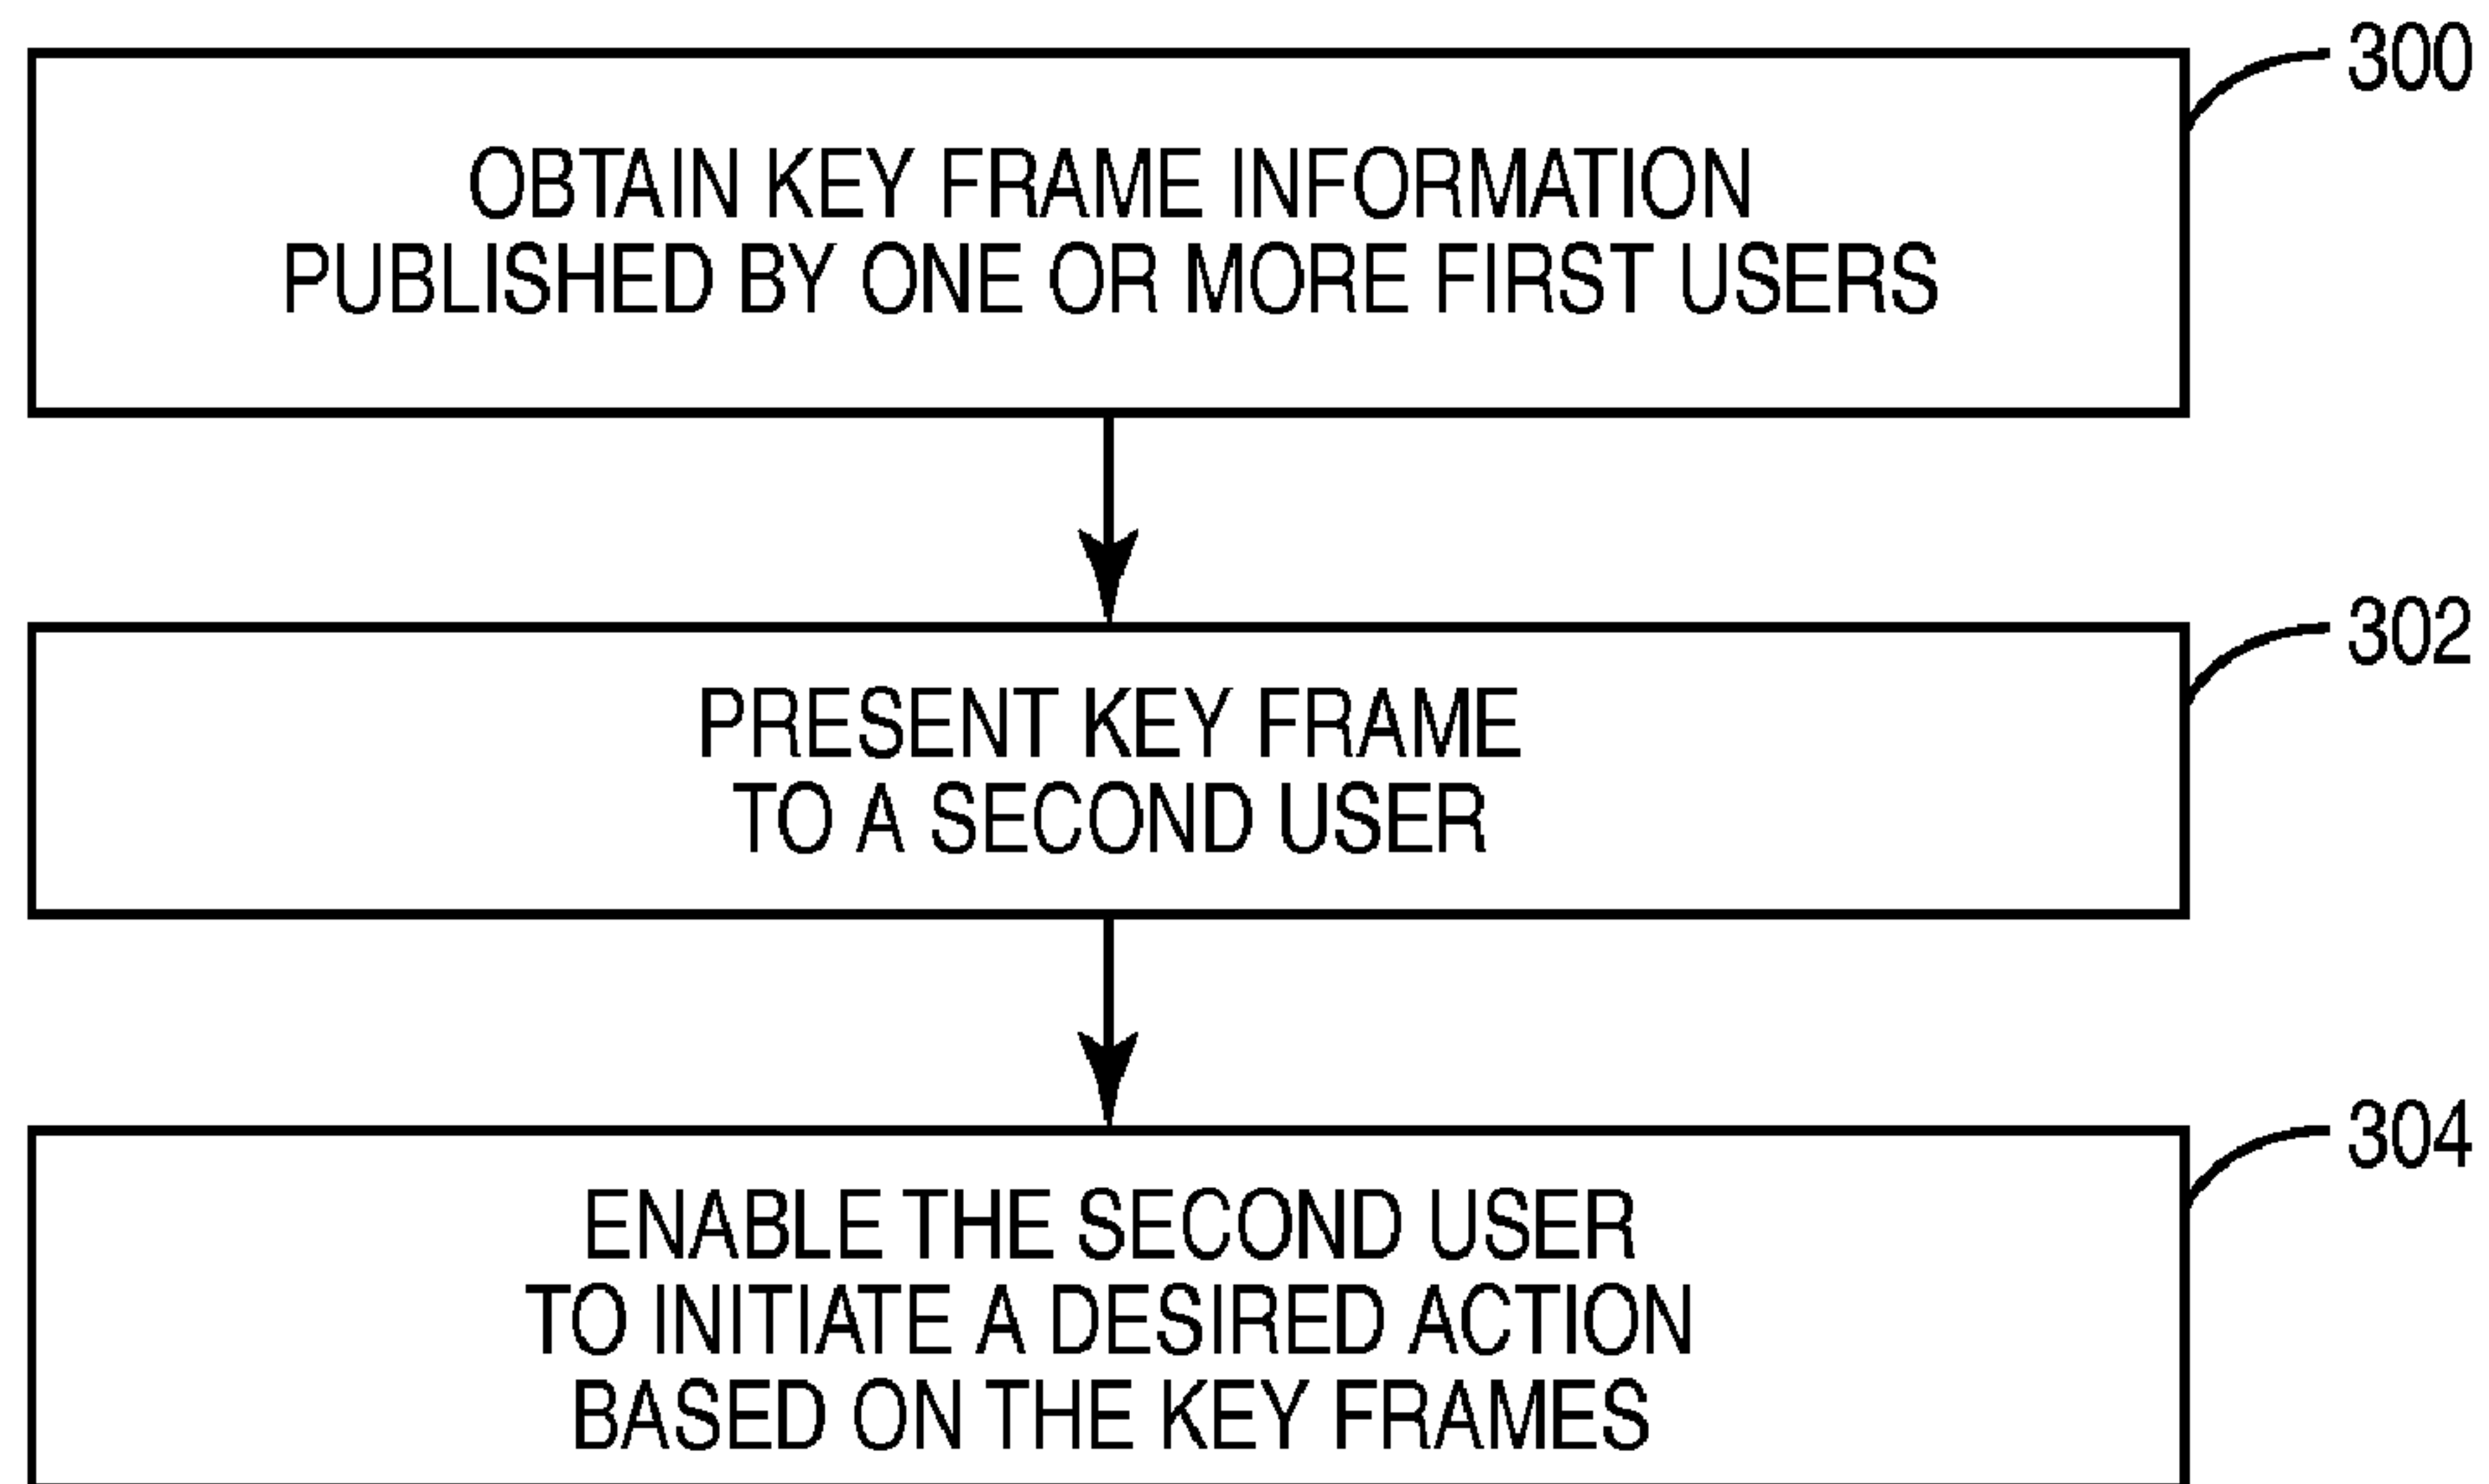 300
OBTAIN KEY FRAME INFORMATION
PUBLISHED BY ONE OR MORE FIRST USERS
302
PRESENT KEY FRAME
TO A SECOND USER
304
ENABLE THE SECOND USER
TO INITIATE A DESIRED ACTION
BASED ON THE KEY FRAMES